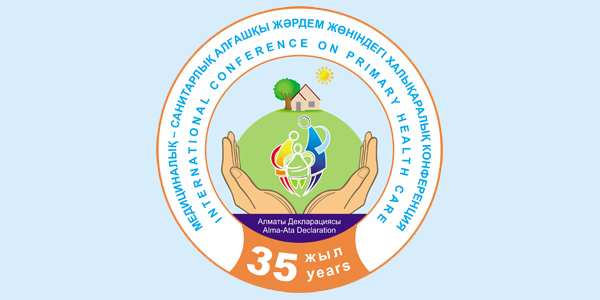 МЕДИЦИНАЛЫҚ – САНИТАРЛЫҚ АЛҒАШҚЫ ЖӘРДЕМ ЖӨНІНДЕГІ ХАЛЫҚАРАЛЫҚ КОНФЕРЕНЦИЯ
INTERNATIONAL CONFERENCE ON PRIMARY HEALTH CARE
Алматы Декларациясы
Alma-Ata Declaration
35 жыл
years